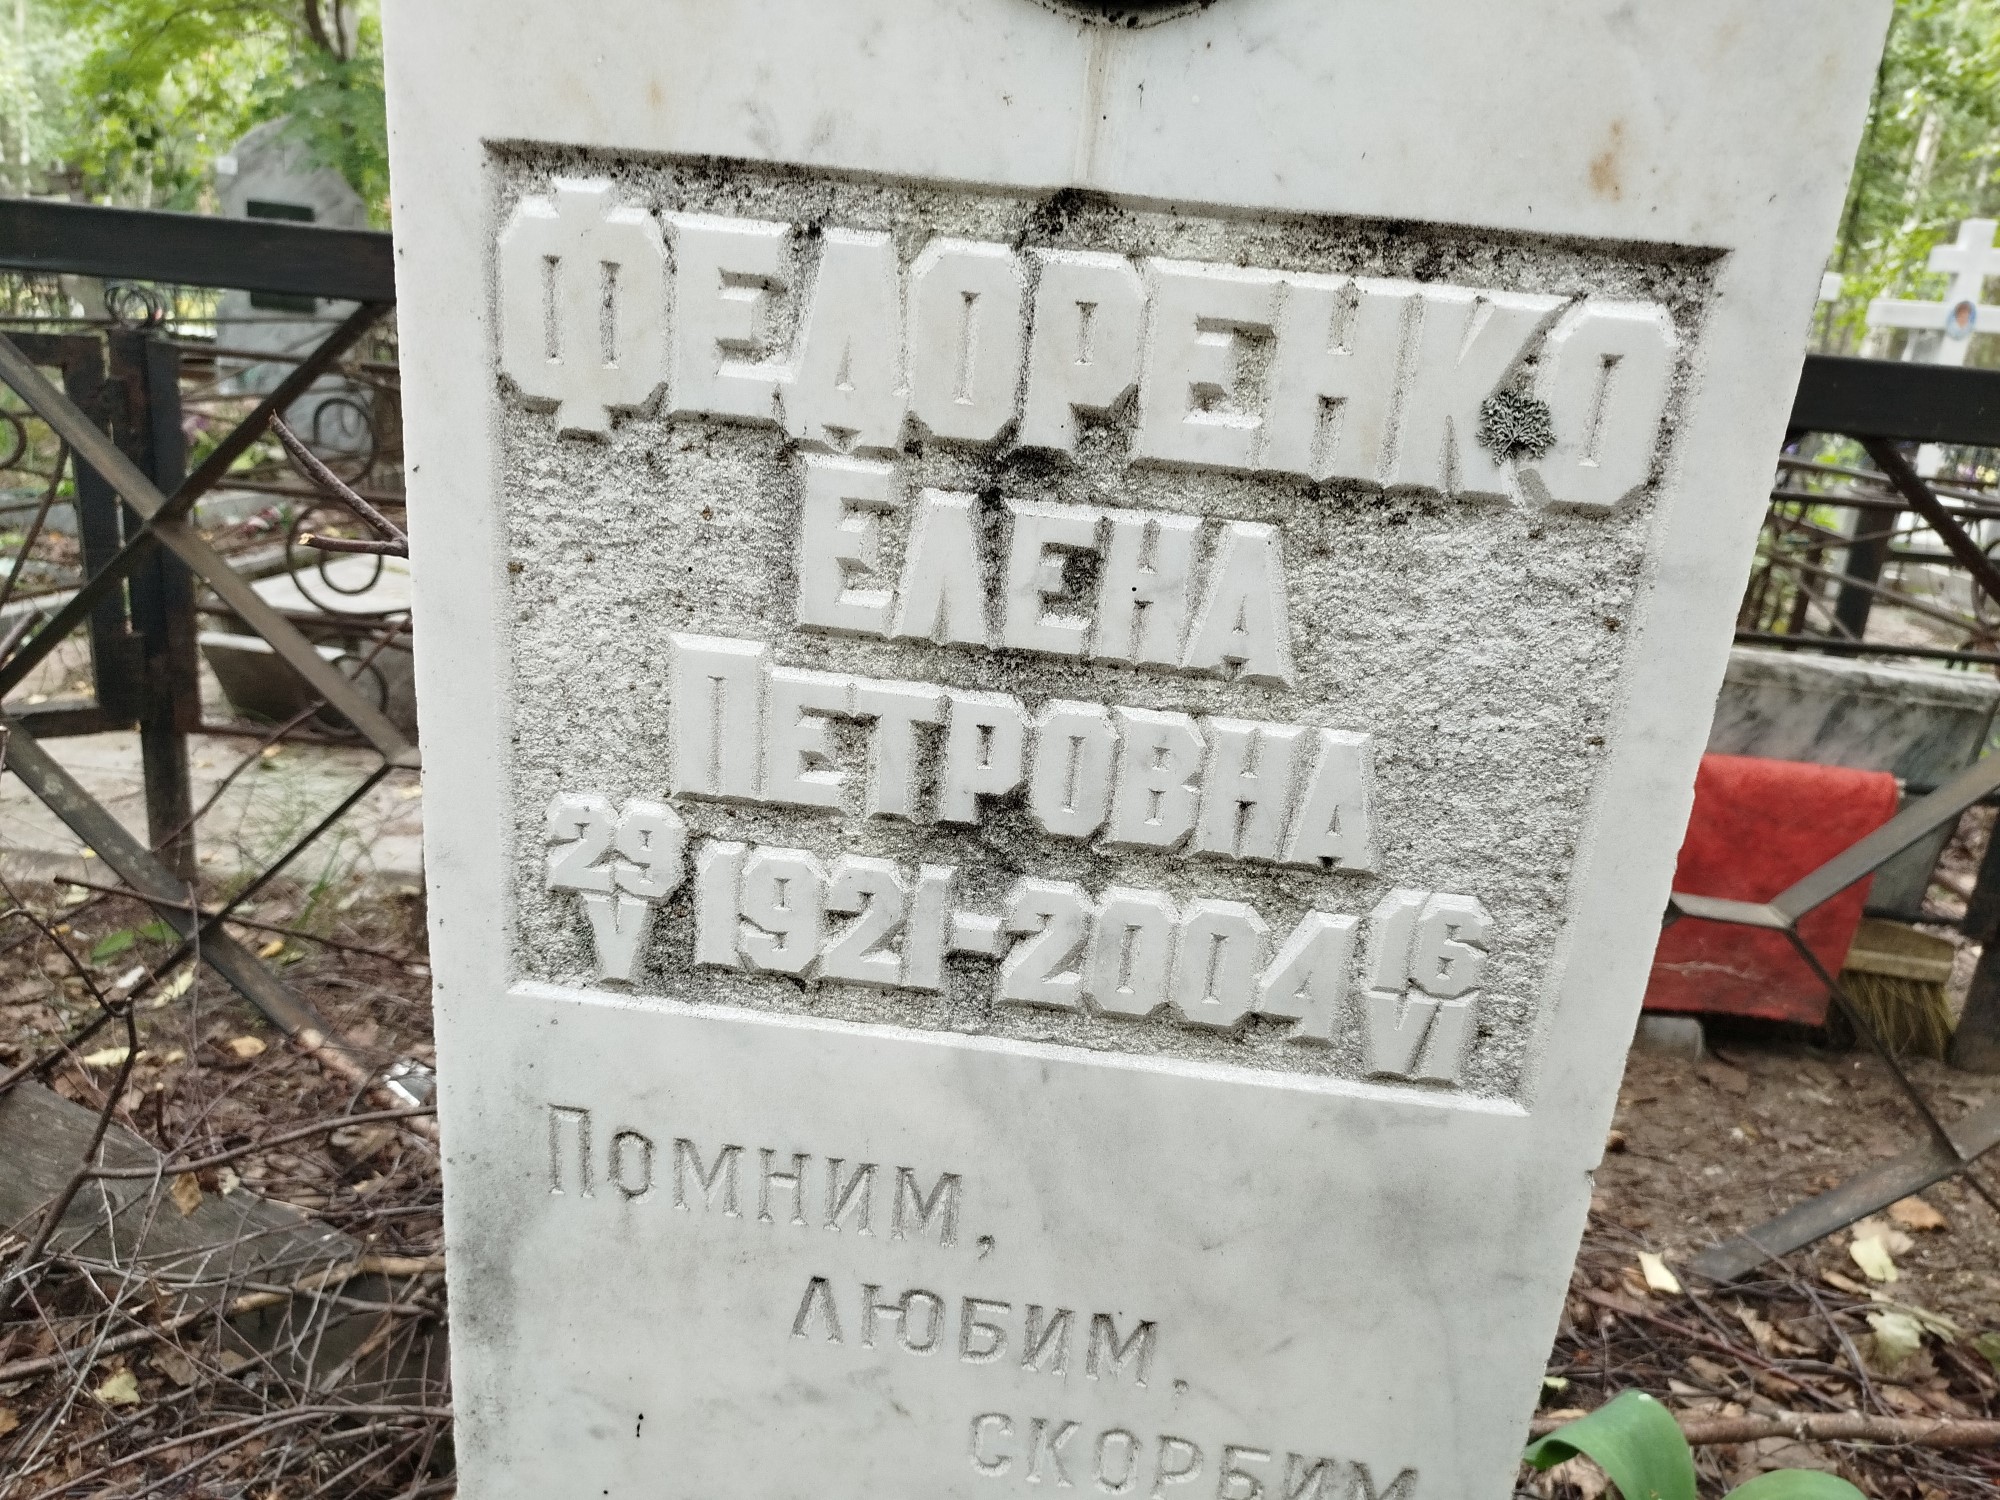 ФЕДОРЕНКО
ЕЛЕНА
ПЕТРОВНА
29 V 1921-2004 16 VI
ПОМНИМ,
ЛЮБИМ,
СКОРБИМ